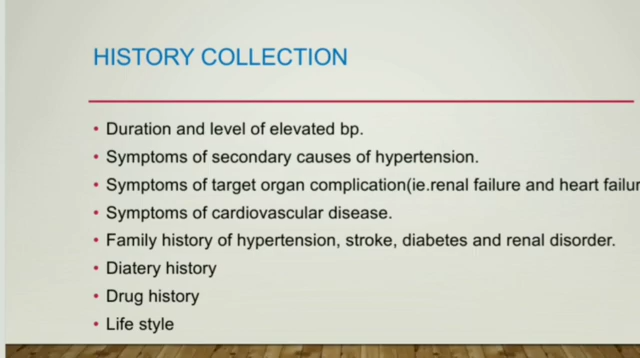 HISTORY COLLECTION
• Duration and level of elevated bp.
• Symptoms of secondary causes of hypertension.
• Symptoms of target organ complication(ie.renal failure and heart failur
• Symptoms of cardiovascular disease.
• Family history of hypertension, stroke, diabetes and renal disorder.
• Diatery history
• Drug history
• Life style